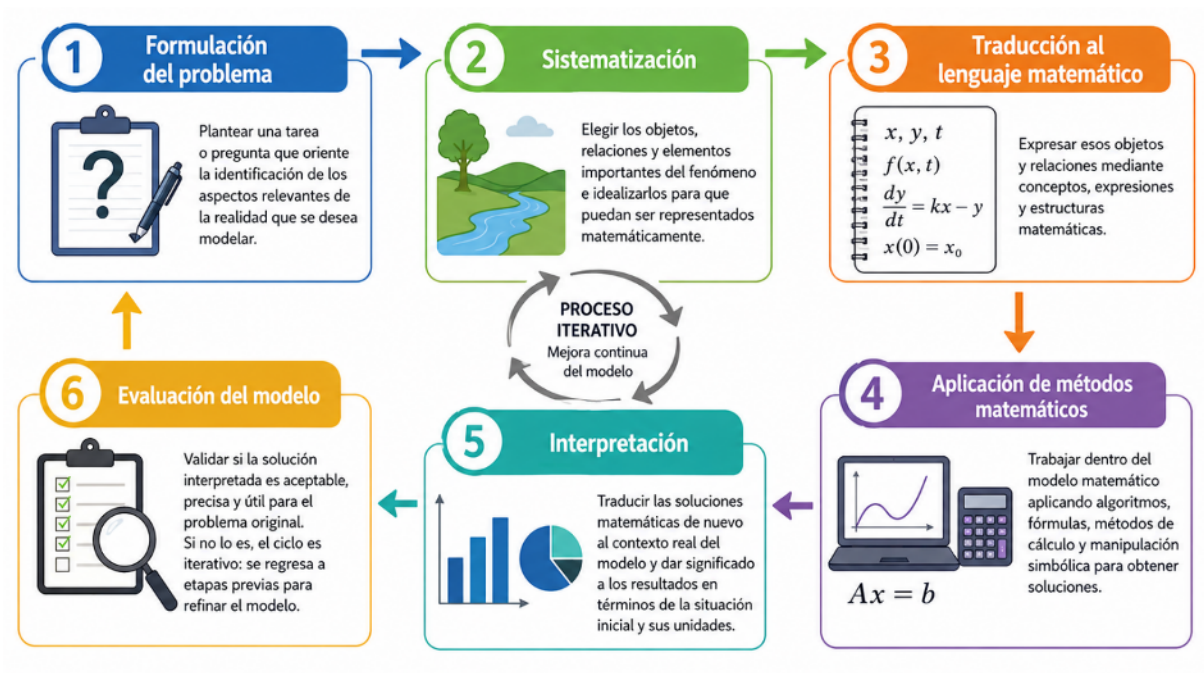 1
Formulación
del problema
?
Plantear una tarea
o pregunta que oriente
la identificación de los
aspectos relevantes de
la realidad que se desea
modelar.
2
Sistematización
Elegir los objetos,
relaciones y elementos
importantes del fenómeno
e idealizarlos para que
puedan ser representados
matemáticamente.
3
Traducción al
lenguaje matemático
x, y, t
f(x, t)
dy/dt = kx – y
x(0) = x₀
Expresar esos objetos
y relaciones mediante
conceptos, expresiones
y estructuras
matemáticas.
PROCESO
ITERATIVO
Mejora continua
del modelo
4
Aplicación de métodos
matemáticos
Ax = b
Trabajar dentro del
modelo matemático
aplicando algoritmos,
fórmulas, métodos de
cálculo y manipulación
simbólica para obtener
soluciones.
5
Interpretación
Traducir las soluciones
matemáticas de nuevo
al contexto real del
modelo y dar significado
a los resultados en
términos de la situación
inicial y sus unidades.
6
Evaluación del modelo
Validar si la solución
interpretada es aceptable,
precisa y útil para el
problema original.
Si no lo es, el ciclo es
iterativo: se regresa a
etapas previas para
refinar el modelo.